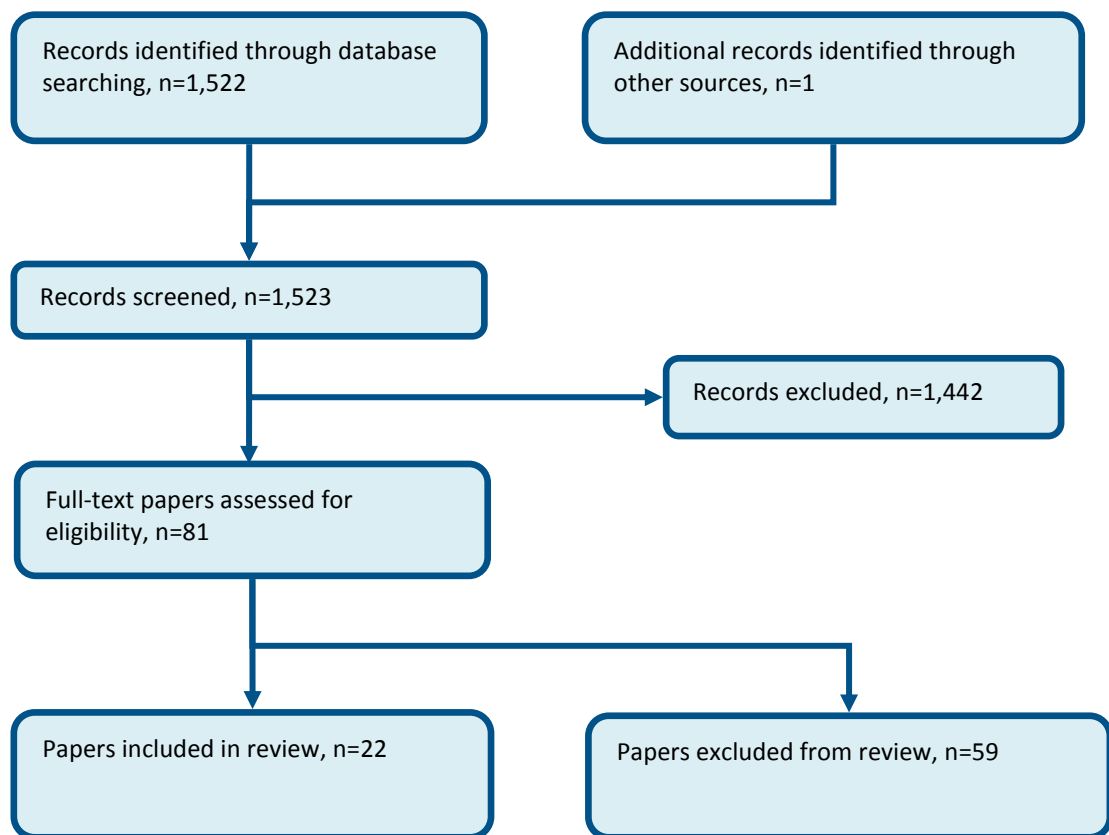 Records identified through database
searching, n=1,522
Additional records identified through
other sources, n=1
Records screened, n=1,523
Records excluded, n=1,442
Full-text papers assessed for
eligibility, n=81
Papers included in review, n=22
Papers excluded from review, n=59